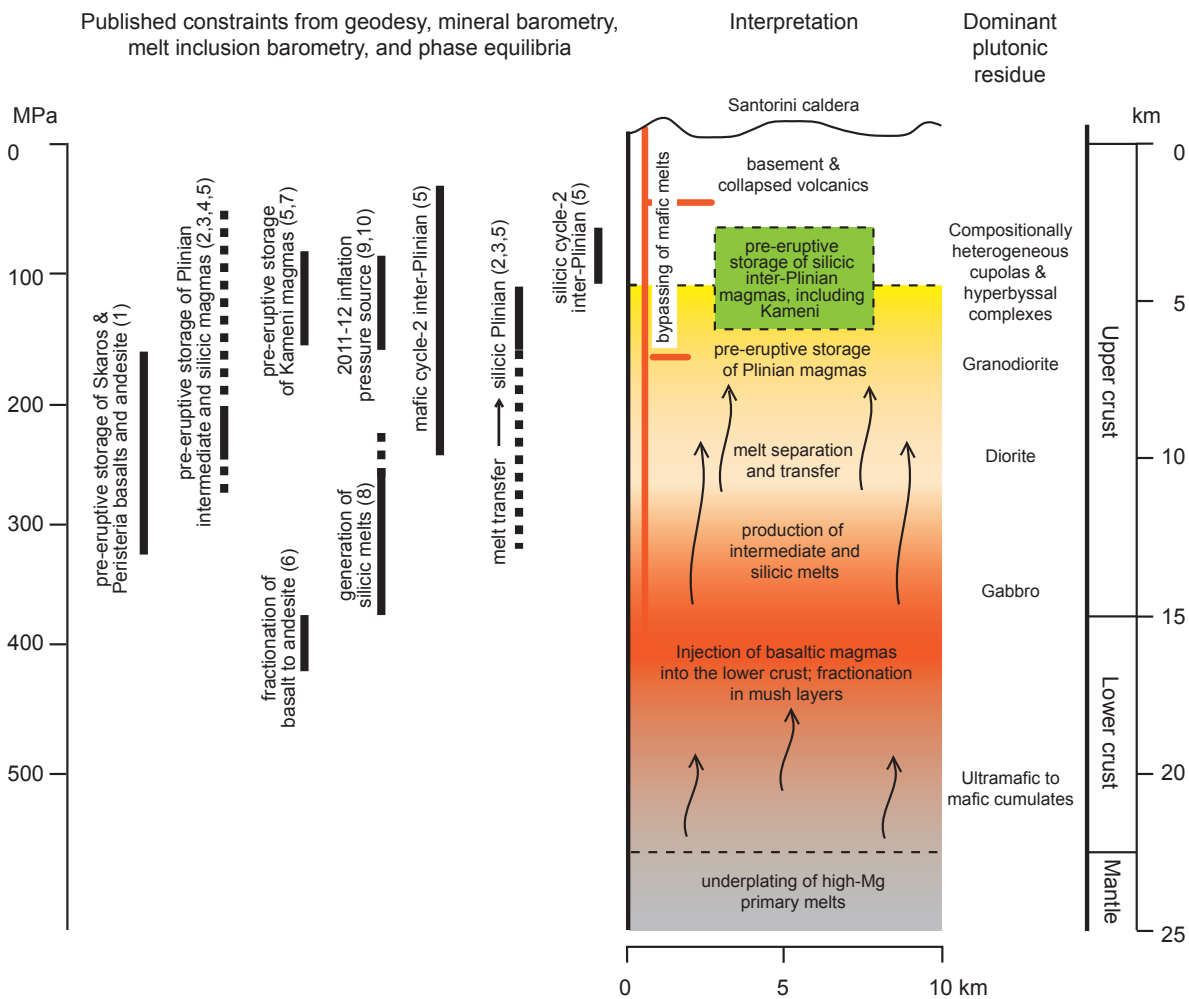 Published constraints from geodesy, mineral barometry,
melt inclusion barometry, and phase equilibria
Interpretation
Dominant
plutonic
residue
MPa
0
100
200
300
400
500
pre-eruptive storage of Skaros &
Peristeria basalts and andesite (1)
pre-eruptive storage of Plinian
intermediate and silicic magmas (2,3,4,5)
pre-eruptive storage
of Kameni magmas (5,7)
fractionation of
basalt to andesite (6)
2011-12 inflation
pressure source (9,10)
generation of
silicic melts (8)
mafic cycle-2 inter-Plinian (5)
melt transfer → silicic Plinian (2,3,5)
silicic cycle-2
inter-Plinian (5)
Santorini caldera
bypassing of mafic melts
basement &
collapsed volcanics
pre-eruptive
storage of silicic
inter-Plinian
magmas, including
Kameni
pre-eruptive storage
of Plinian magmas
melt separation
and transfer
production of
intermediate and
silicic melts
Injection of basaltic magmas
into the lower crust; fractionation
in mush layers
underplating of high-Mg
primary melts
0
5
10 km
Compositionally
heterogeneous
cupolas &
hyperbyssal
complexes
Granodiorite
Diorite
Gabbro
Ultramafic to
mafic cumulates
Upper crust
Lower crust
Mantle
km
0
5
10
15
20
25